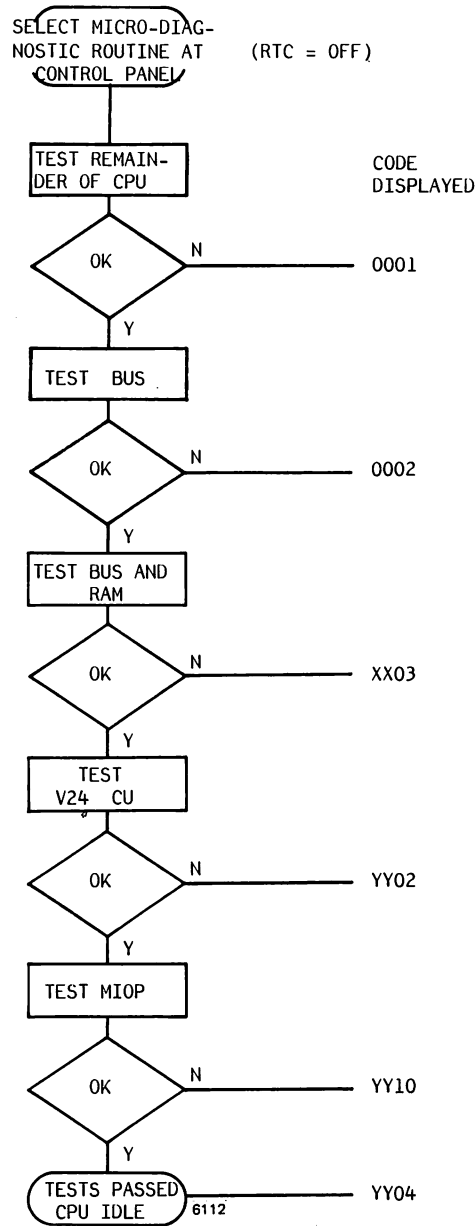 SELECT MICRO-DIAG-
NOSTIC ROUTINE AT (RTC = OFF)
CONTROL PANEL
TEST REMAIN-
DER OF CPU
CODE
DISPLAYED
OK N 0001
Y
TEST BUS
OK N 0002
Y
TEST BUS AND
RAM
OK N XX03
Y
TEST
V24 CU
OK N YY02
Y
TEST MIOP
OK N YY10
Y
TESTS PASSED
CPU IDLE
6112
YY04